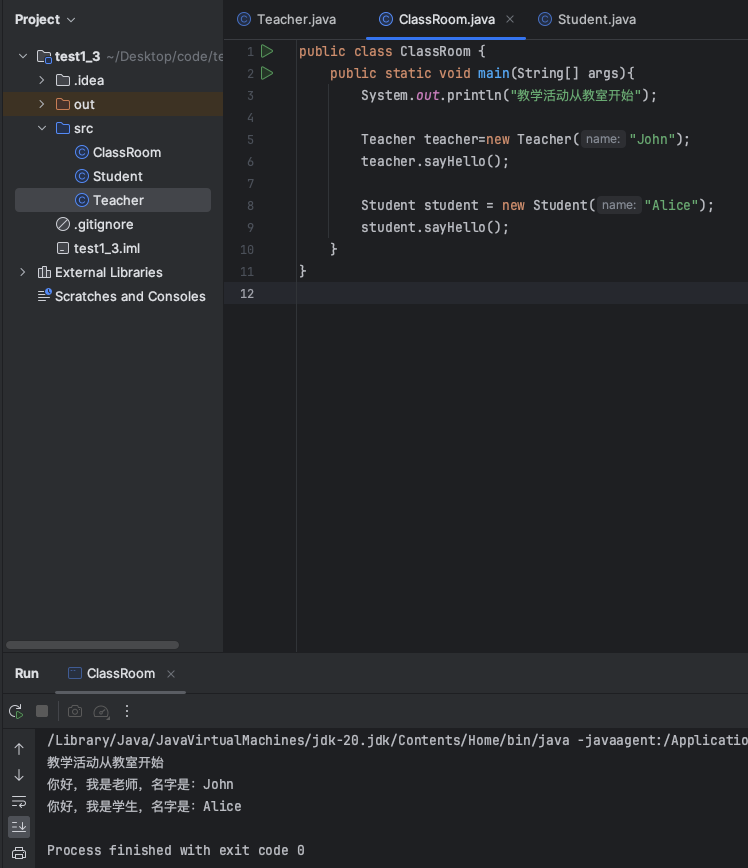 Project
Teacher.java
ClassRoom.java
Student.java
test1_3 ~/Desktop/code/te
.idea
out
src
ClassRoom
Student
Teacher
.gitignore
test1_3.iml
External Libraries
Scratches and Consoles
1 public class ClassRoom {
2 public static void main(String[] args){
3 System.out.println("教学活动从教室开始");
4
5 Teacher teacher=new Teacher( name: "John");
6 teacher.sayHello();
7
8 Student student = new Student( name: "Alice");
9 student.sayHello();
10 }
11 }
12
Run
ClassRoom
/Library/Java/JavaVirtualMachines/jdk-20.jdk/Contents/Home/bin/java -javaagent:/Applicatio
教学活动从教室开始
你好，我是老师，名字是：John
你好，我是学生，名字是：Alice
Process finished with exit code 0